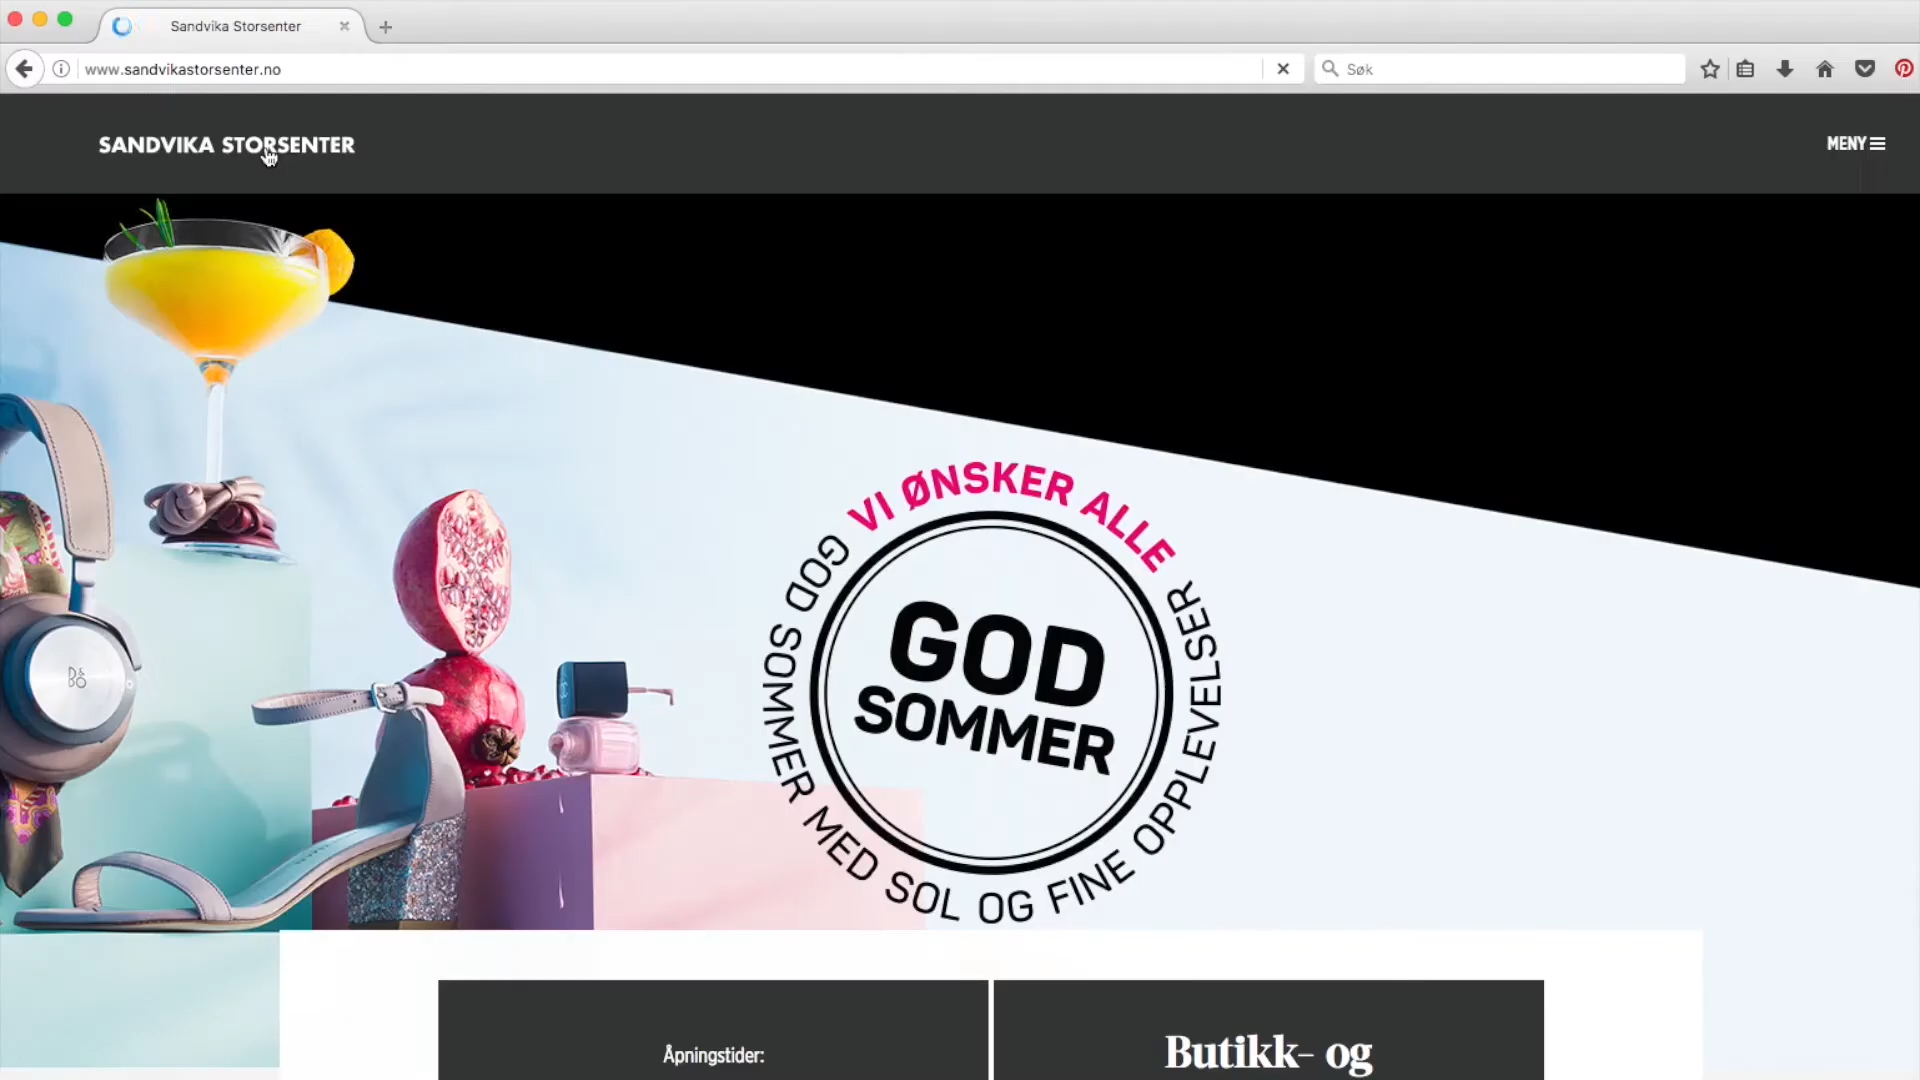 Sandvika Storsenter
www.sandvikastorsenter.no
Søk
SANDVIKA STORSENTER
MENY
VI ØNSKER ALLE
GOD SOMMER MED SOL OG FINE OPPLEVELSER
GOD
SOMMER
B&O
Åpningstider:
Butikk- og